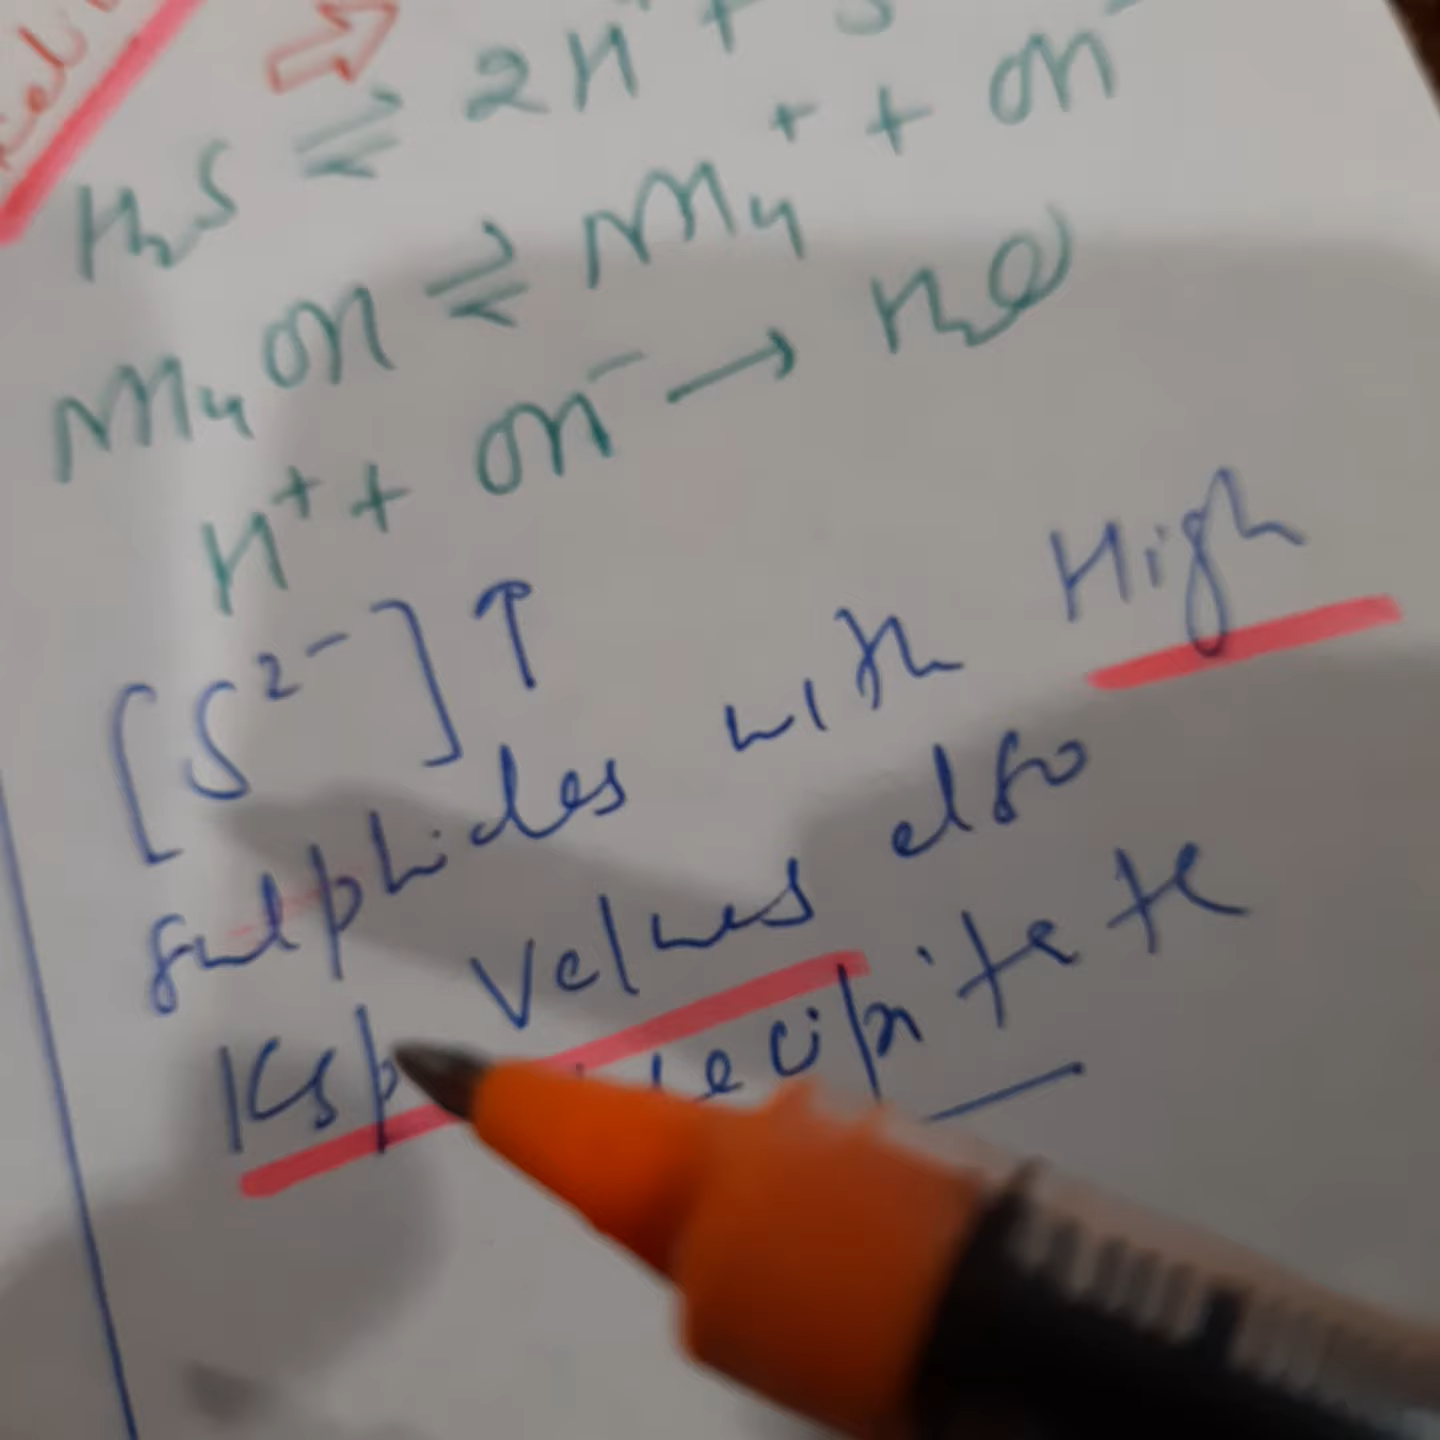 H₂S ⇌ 2H⁺ + S
NH₄OH ⇌ NH₄⁺ + OH⁻
H⁺ + OH⁻ → H₂O
[S²⁻] ↑
sulphides with High
Ksp values also
precipitate